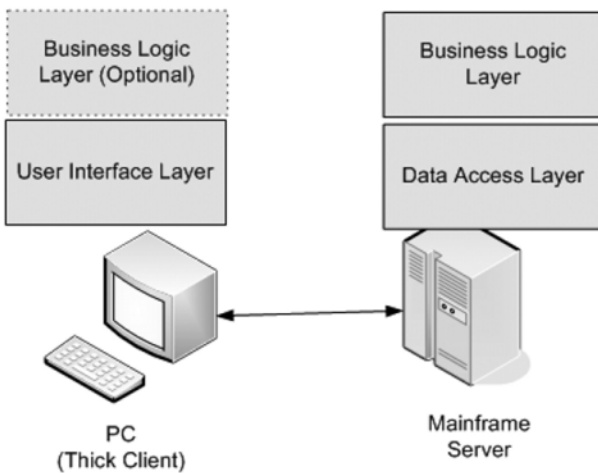 Business Logic
Layer (Optional)
User Interface Layer
PC
(Thick Client)
Business Logic
Layer
Data Access Layer
Mainframe
Server